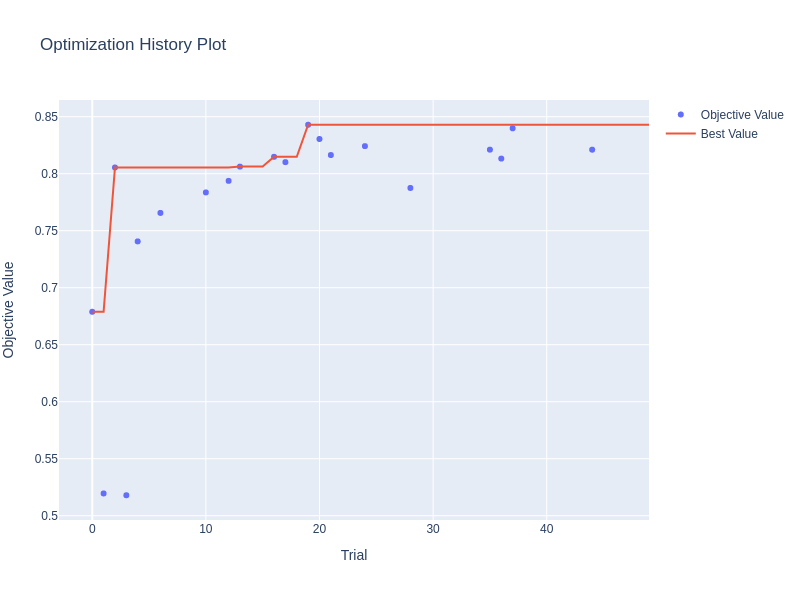 Optimization History Plot
Objective Value
Best Value
0.85
0.8
0.75
0.7
0.65
0.6
0.55
0.5
Objective Value
0 10 20 30 40
Trial